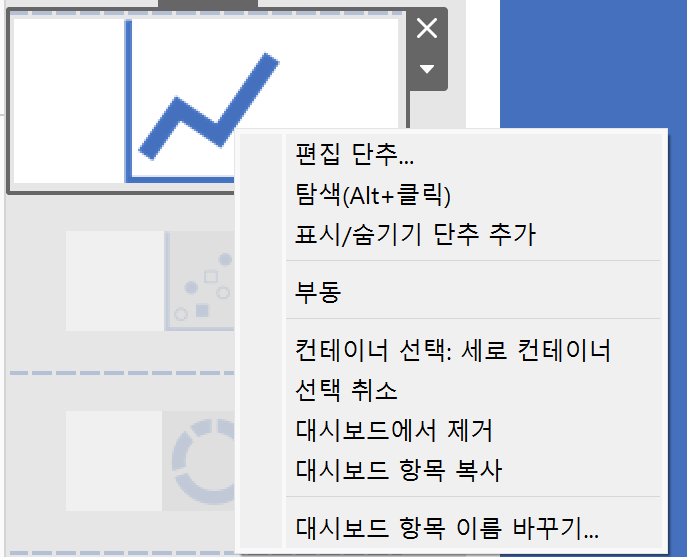 편집 단추...
탐색(Alt+클릭)
표시/숨기기 단추 추가
부동
컨테이너 선택: 세로 컨테이너
선택 취소
대시보드에서 제거
대시보드 항목 복사
대시보드 항목 이름 바꾸기...